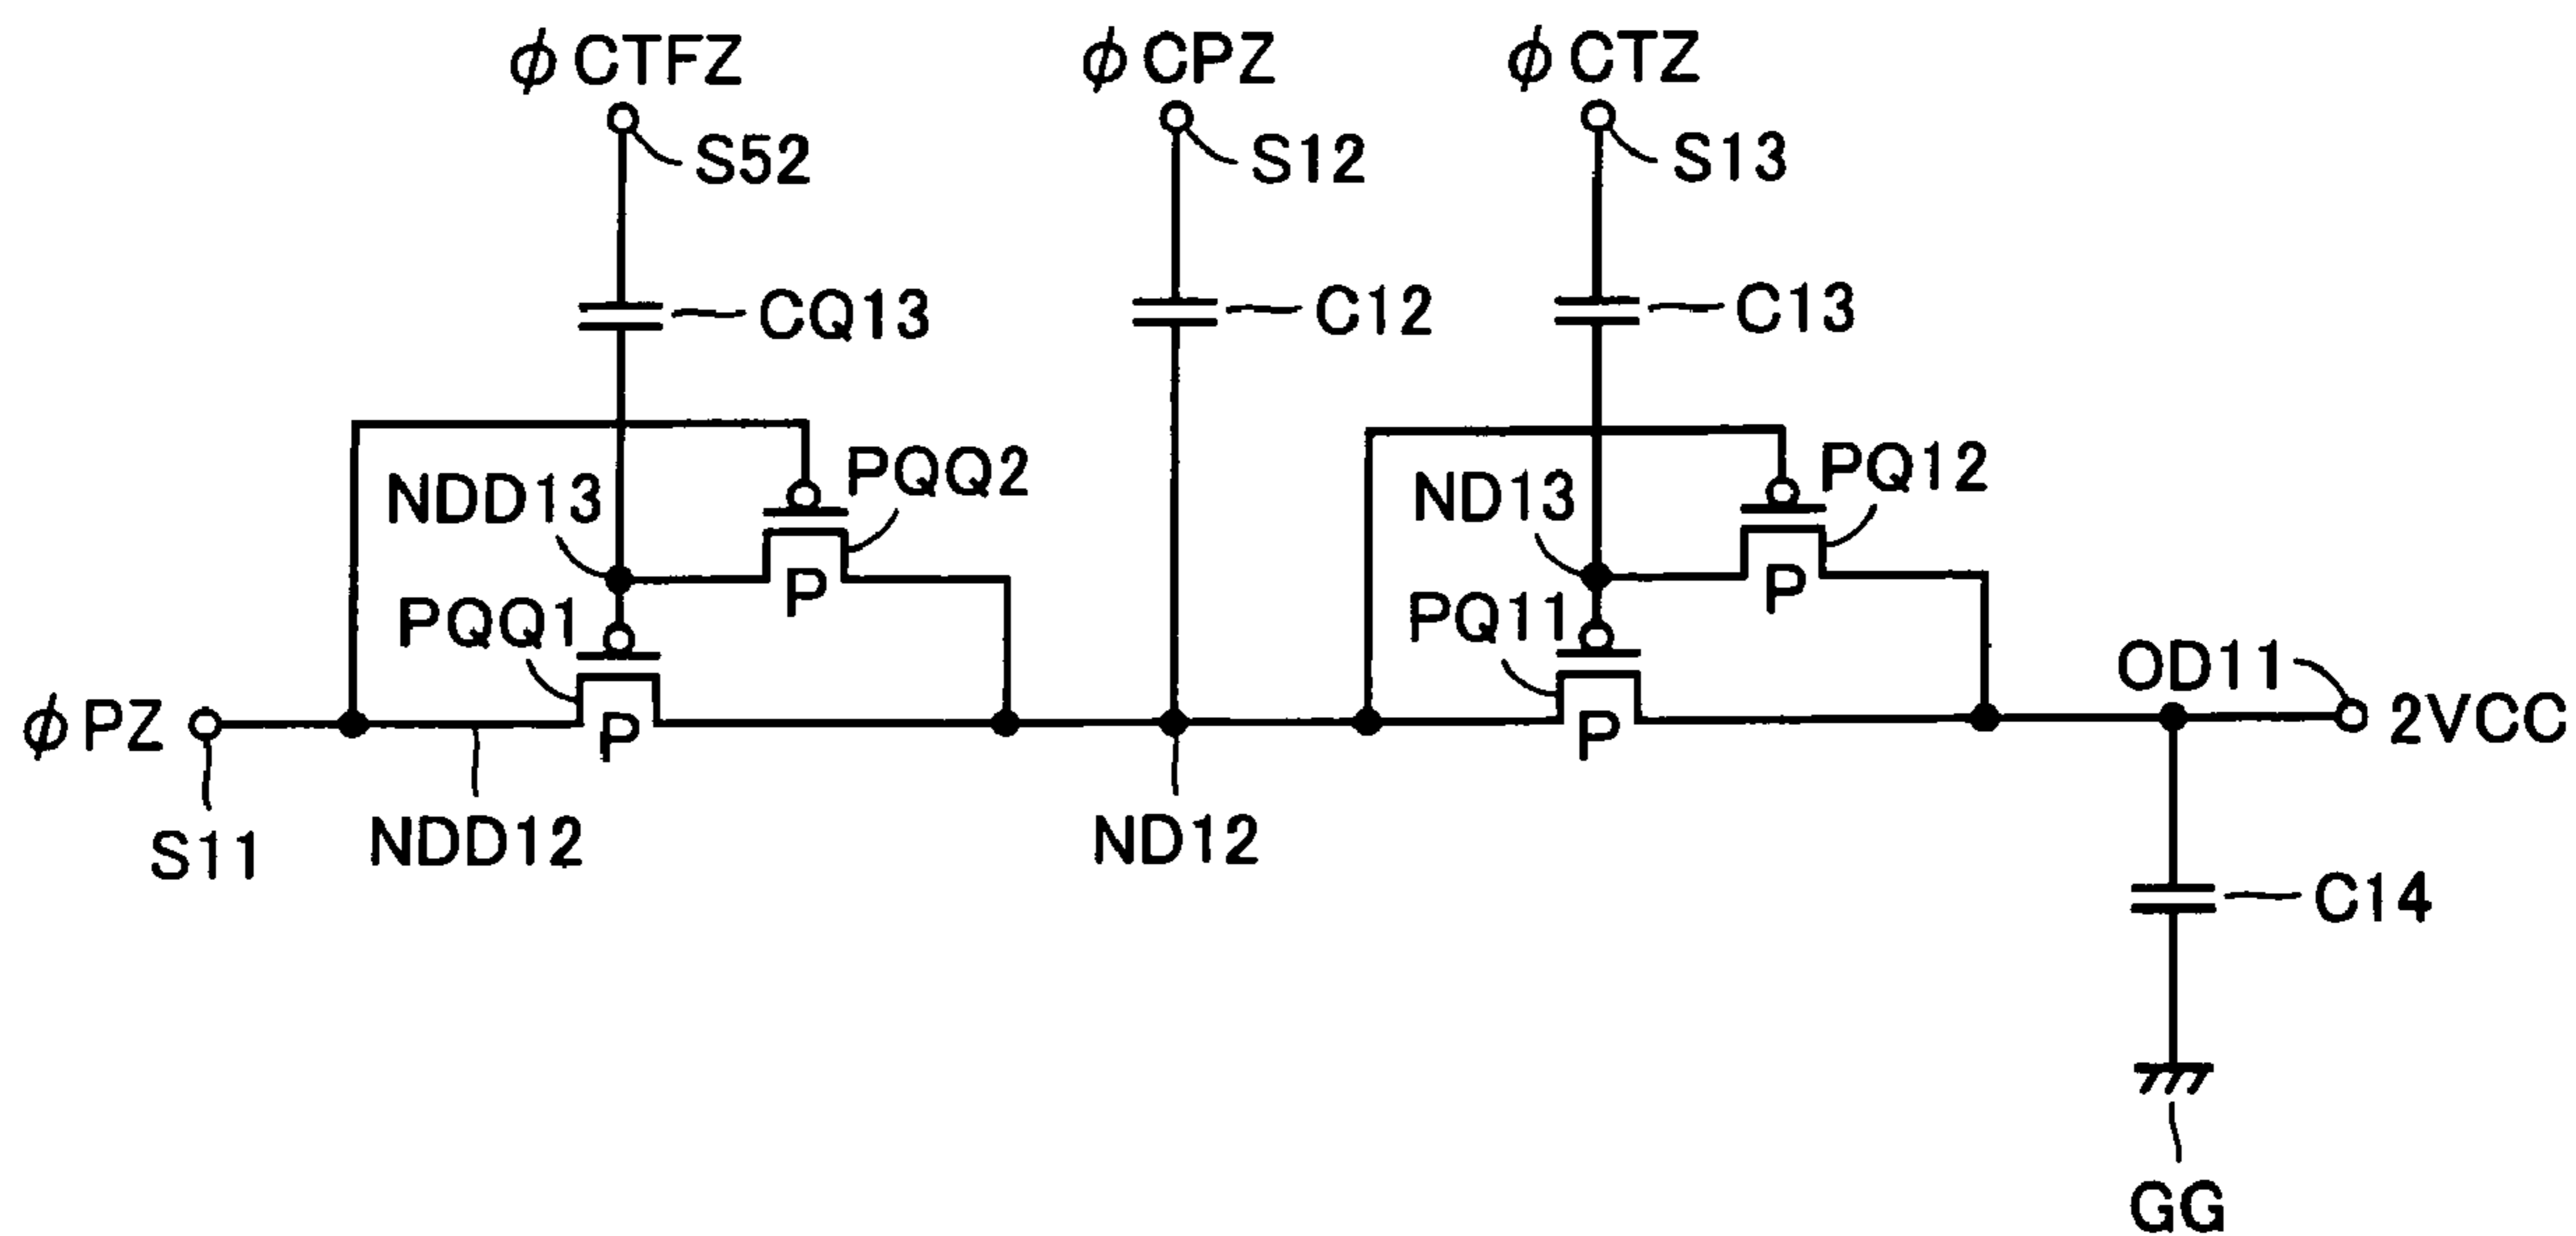 ϕCTFZ
ϕCPZ
ϕCTZ
S52
S12
S13
CQ13
C12
C13
NDD13
PQQ2
ND13
PQ12
PQQ1
P
PQ11
P
OD11
ϕPZ
P
P
2VCC
S11
NDD12
ND12
C14
GG